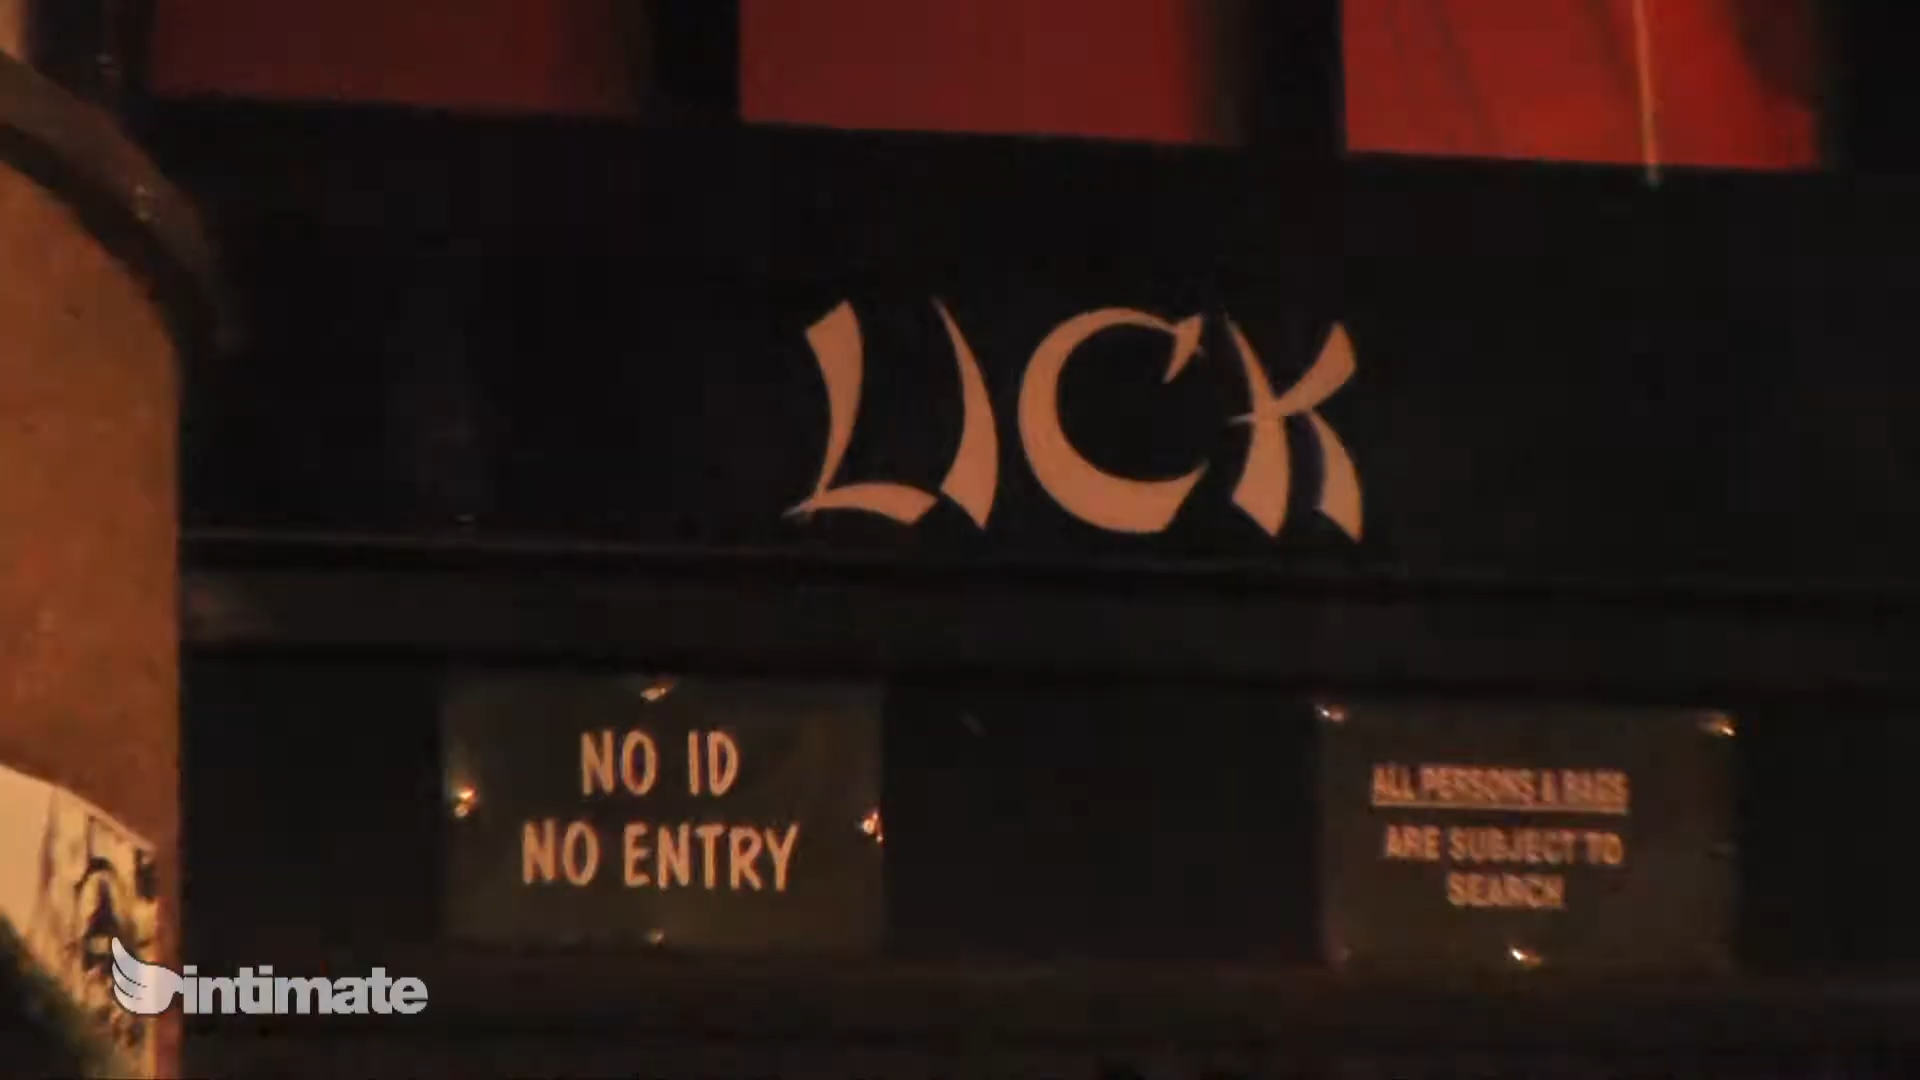 LICK
NO ID
NO ENTRY
ALL PERSONS & BAGS
ARE SUBJECT TO
SEARCH
intimate